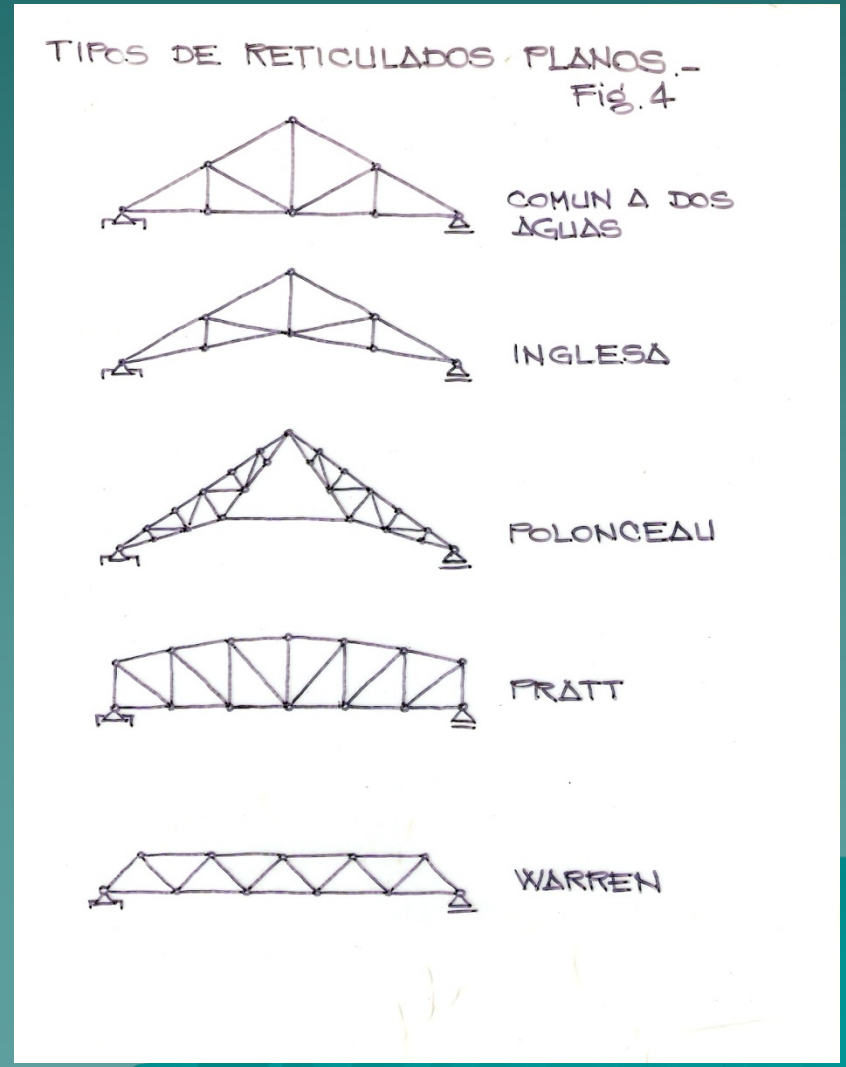 TIPOS DE RETICULADOS PLANOS.-
Fig. 4
COMUN A DOS
AGUAS
INGLESA
POLONCEAU
PRATT
WARREN